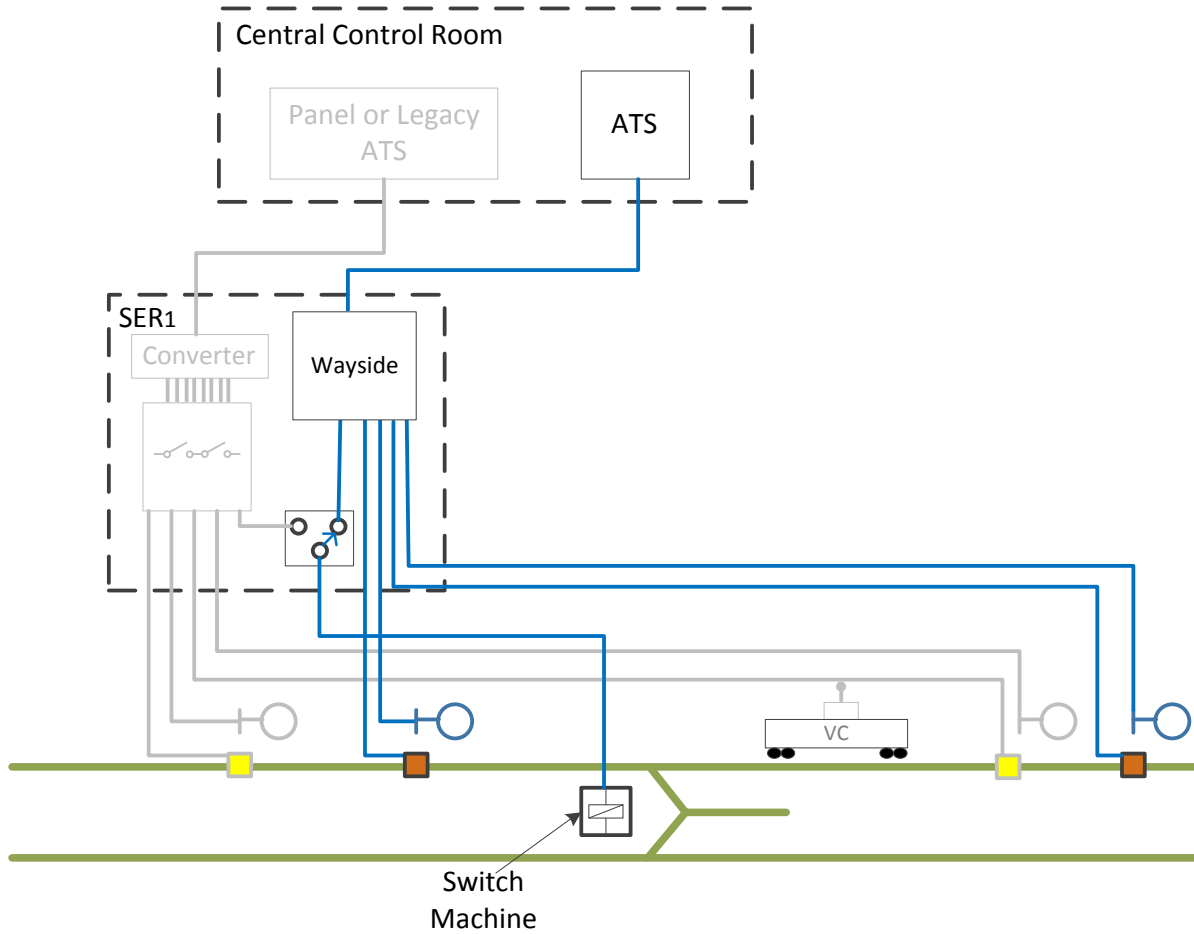 Central Control Room
Panel or Legacy
ATS
ATS
SER1
Converter
Wayside
VC
Switch
Machine